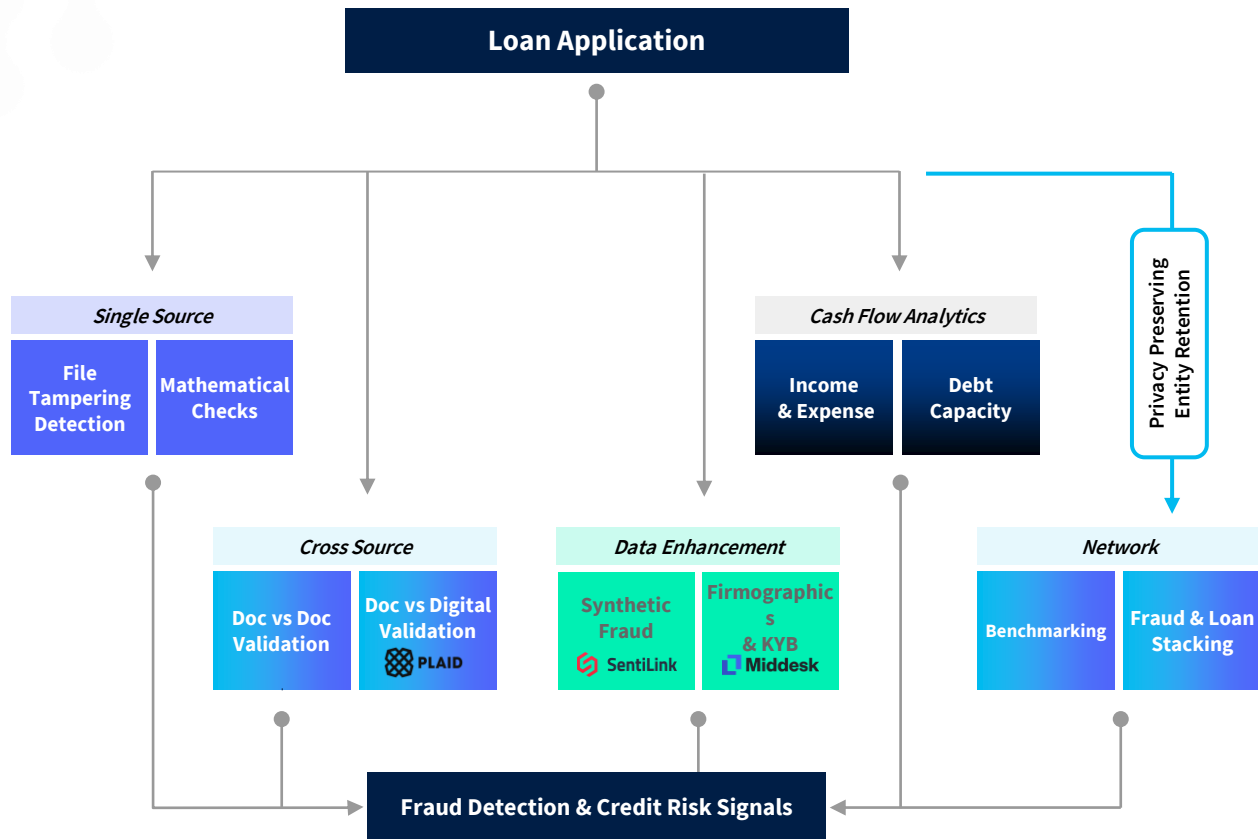 Loan Application
Privacy Preserving
Entity Retention
Single Source
File
Tampering
Detection
Mathematical
Checks
Cash Flow Analytics
Income
& Expense
Debt
Capacity
Cross Source
Doc vs Doc
Validation
Doc vs Digital
Validation
PLAID
Data Enhancement
Synthetic
Fraud
SentiLink
Firmographic
s
& KYB
Middesk
Network
Benchmarking
Fraud & Loan
Stacking
Fraud Detection & Credit Risk Signals